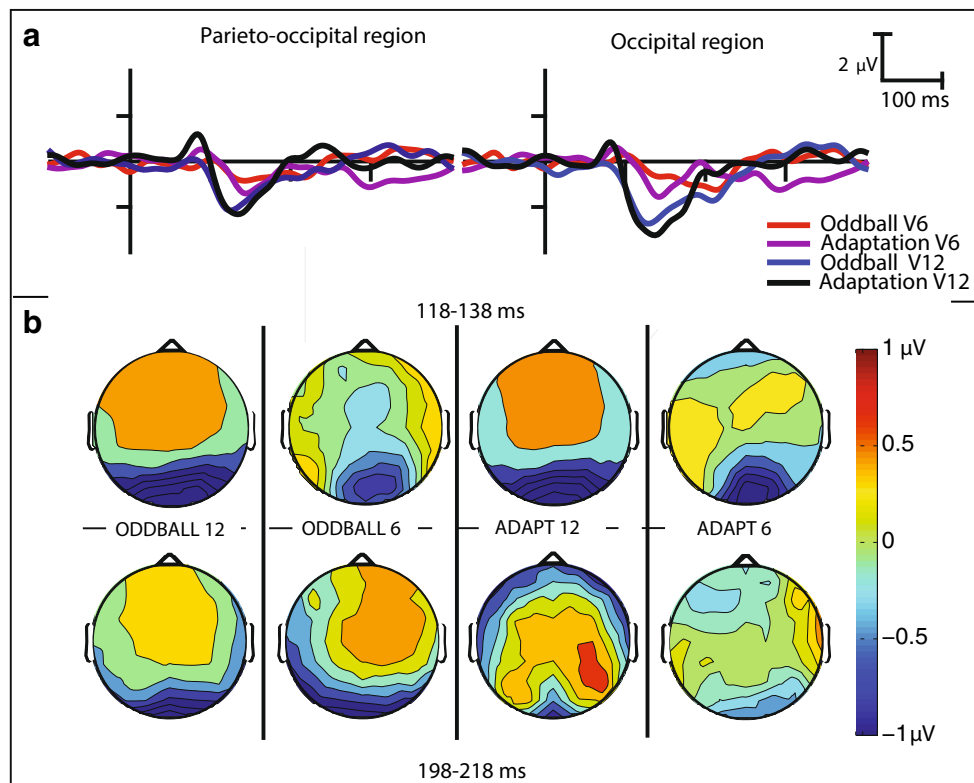 a
Parieto-occipital region
Occipital region
2 µV
100 ms
Oddball V6
Adaptation V6
Oddball V12
Adaptation V12
b
118-138 ms
1 µV
0.5
0
-0.5
−1µV
ODDBALL 12
ODDBALL 6
ADAPT 12
ADAPT 6
198-218 ms